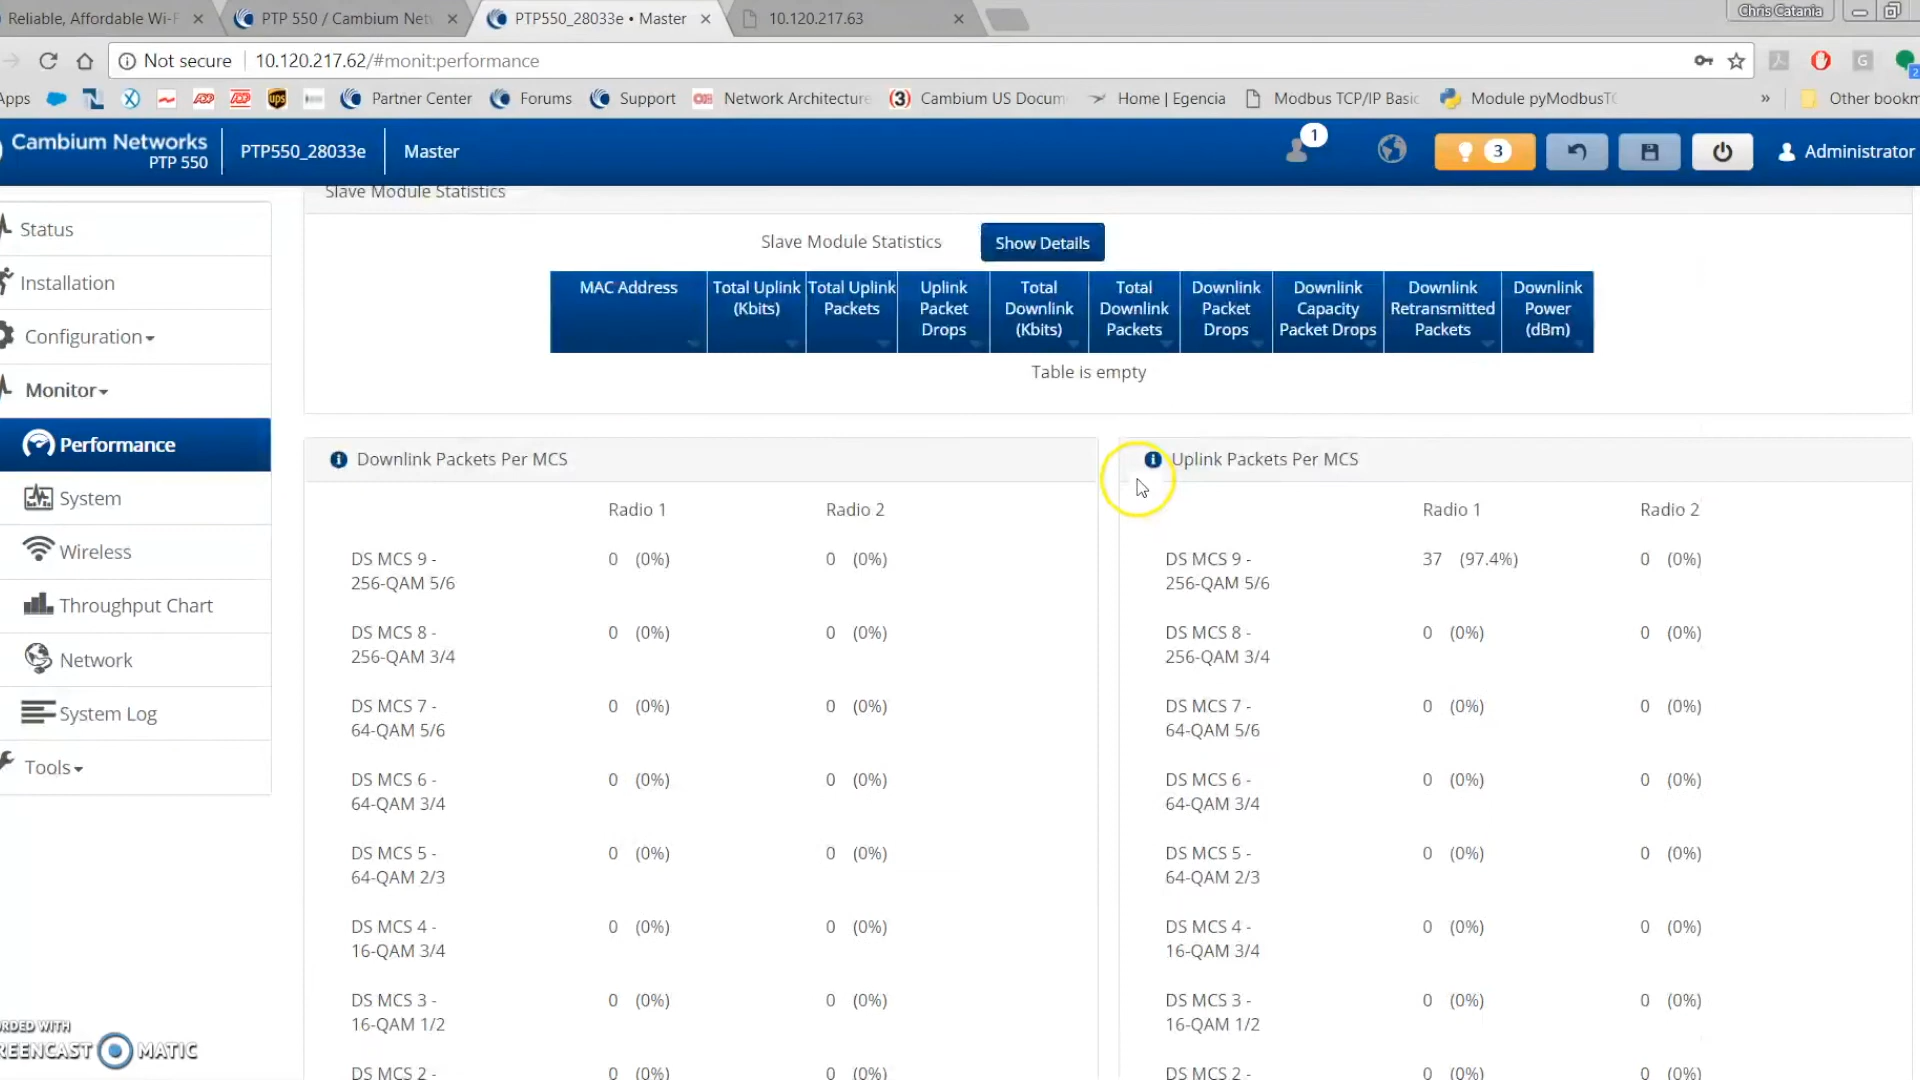 Reliable, Affordable Wi-F
PTP 550 / Cambium Net
PTP550_28033e • Master
10.120.217.63
Chris Catania
Not secure
10.120.217.62/#monit:performance
G
2
Apps
ADP
ADP
ups
Partner Center
Forums
Support
Network Architecture
(3)
Cambium US Docum
Home | Egencia
Modbus TCP/IP Basic
Module pyModbusTC
»
Other bookm
Cambium Networks
PTP 550
PTP550_28033e
Master
1
3
Administrator
Status
Installation
Configuration
Monitor
Performance
System
Wireless
Throughput Chart
Network
System Log
Tools
Slave Module Statistics
Slave Module Statistics
Show Details
MAC Address
Total Uplink
(Kbits)
Total Uplink
Packets
Uplink
Packet
Drops
Total
Downlink
(Kbits)
Total
Downlink
Packets
Downlink
Packet
Drops
Downlink
Capacity
Packet Drops
Downlink
Retransmitted
Packets
Downlink
Power
(dBm)
Table is empty
Downlink Packets Per MCS
Radio 1 Radio 2
DS MCS 9 -
256-QAM 5/6
0 (0%) 0 (0%)
DS MCS 8 -
256-QAM 3/4
0 (0%) 0 (0%)
DS MCS 7 -
64-QAM 5/6
0 (0%) 0 (0%)
DS MCS 6 -
64-QAM 3/4
0 (0%) 0 (0%)
DS MCS 5 -
64-QAM 2/3
0 (0%) 0 (0%)
DS MCS 4 -
16-QAM 3/4
0 (0%) 0 (0%)
DS MCS 3 -
16-QAM 1/2
0 (0%) 0 (0%)
DS MCS 2 -
0 (0%) 0 (0%)
Uplink Packets Per MCS
Radio 1 Radio 2
DS MCS 9 -
256-QAM 5/6
37 (97.4%) 0 (0%)
DS MCS 8 -
256-QAM 3/4
0 (0%) 0 (0%)
DS MCS 7 -
64-QAM 5/6
0 (0%) 0 (0%)
DS MCS 6 -
64-QAM 3/4
0 (0%) 0 (0%)
DS MCS 5 -
64-QAM 2/3
0 (0%) 0 (0%)
DS MCS 4 -
16-QAM 3/4
0 (0%) 0 (0%)
DS MCS 3 -
16-QAM 1/2
0 (0%) 0 (0%)
DS MCS 2 -
0 (0%) 0 (0%)
RDED WITH
REENCAST MATIC